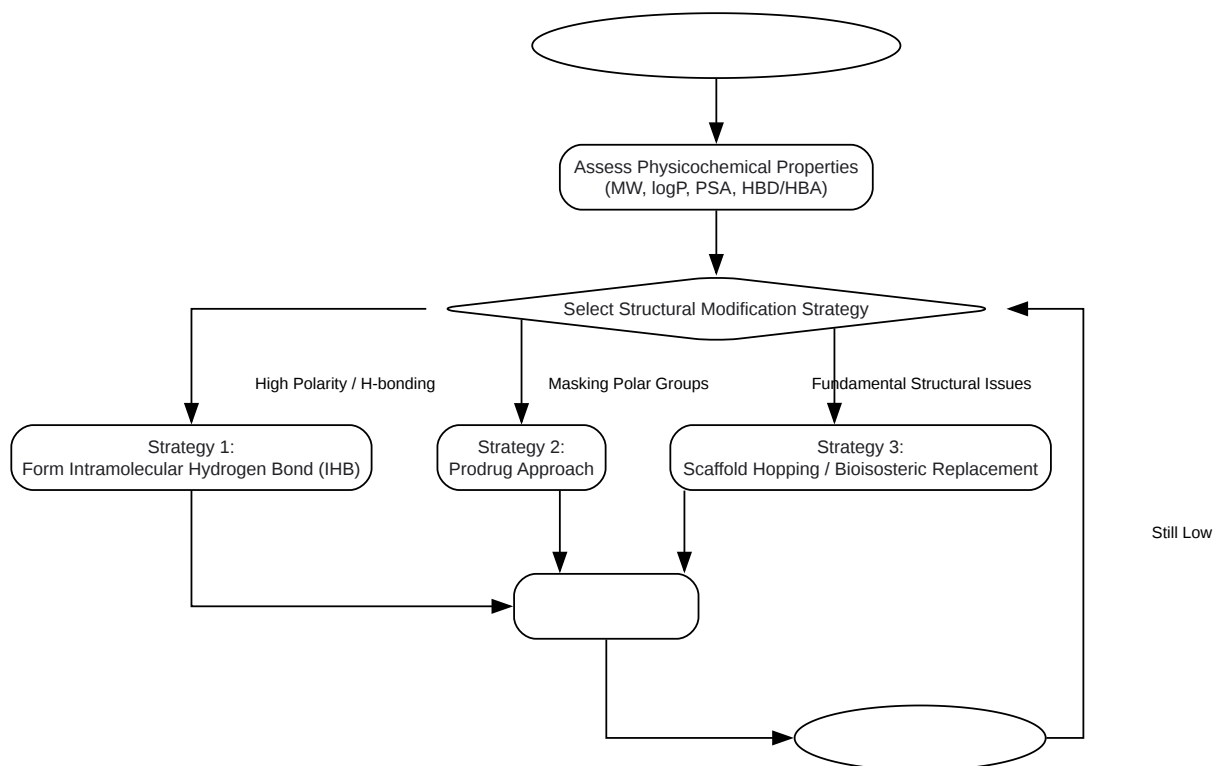 Assess Physicochemical Properties
(MW, logP, PSA, HBD/HBA)
Select Structural Modification Strategy
High Polarity / H-bonding
Masking Polar Groups
Fundamental Structural Issues
Strategy 1:
Form Intramolecular Hydrogen Bond (IHB)
Strategy 2:
Prodrug Approach
Strategy 3:
Scaffold Hopping / Bioisosteric Replacement
Still Low